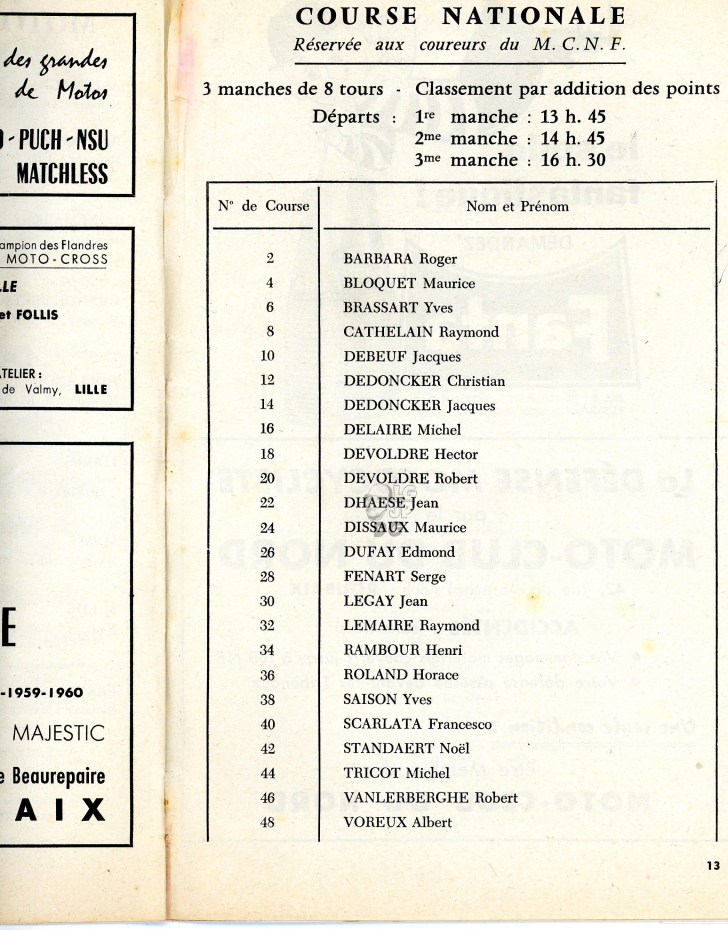 des grandes
de Motos
- PUCH - NSU
MATCHLESS
ampion des Flandres
MOTO - CROSS
LLE
et FOLLIS
TELIER :
de Valmy, LILLE
E
-1959-1960
MAJESTIC
e Beaurepaire
AIX
COURSE NATIONALE
Réservée aux coureurs du M. C. N. F.
3 manches de 8 tours - Classement par addition des points
Départs : 1re manche : 13 h. 45
2me manche : 14 h. 45
3me manche : 16 h. 30
N° de Course Nom et Prénom
2 BARBARA Roger
4 BLOQUET Maurice
6 BRASSART Yves
8 CATHELAIN Raymond
10 DEBEUF Jacques
12 DEDONCKER Christian
14 DEDONCKER Jacques
16 DELAIRE Michel
18 DEVOLDRE Hector
20 DEVOLDRE Robert
22 DHAESE Jean
24 DISSAUX Maurice
26 DUFAY Edmond
28 FENART Serge
30 LEGAY Jean
32 LEMAIRE Raymond
34 RAMBOUR Henri
36 ROLAND Horace
38 SAISON Yves
40 SCARLATA Francesco
42 STANDAERT Noël
44 TRICOT Michel
46 VANLERBERGHE Robert
48 VOREUX Albert
13